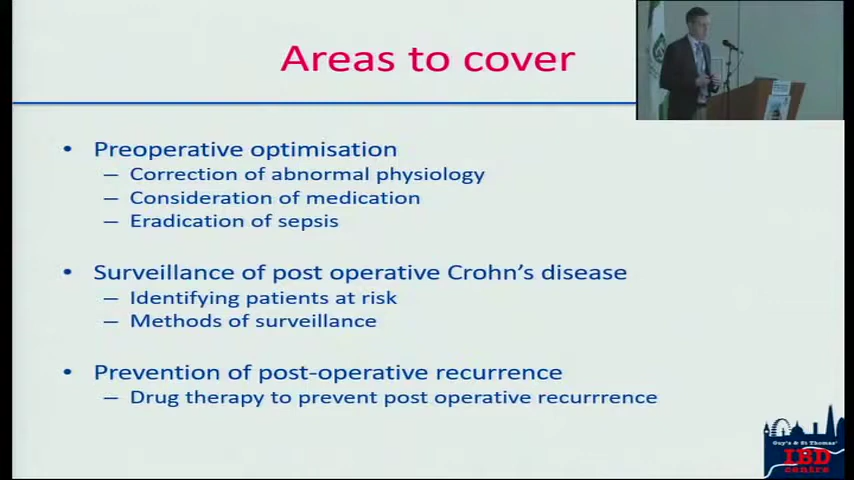 Areas to cover
• Preoperative optimisation
– Correction of abnormal physiology
– Consideration of medication
– Eradication of sepsis
• Surveillance of post operative Crohn's disease
– Identifying patients at risk
– Methods of surveillance
• Prevention of post-operative recurrence
– Drug therapy to prevent post operative recurrrence
Guy's & St Thomas'
IBD
centre